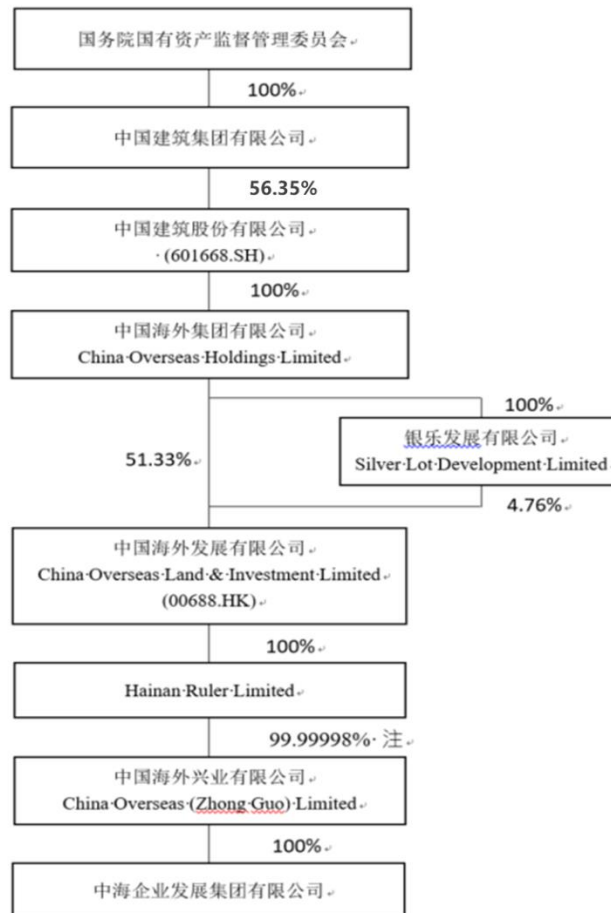 国务院国有资产监督管理委员会
100%
中国建筑集团有限公司
56.35%
中国建筑股份有限公司
(601668.SH)
100%
中国海外集团有限公司
China Overseas Holdings Limited
100%
银乐发展有限公司
Silver Lot Development Limited
51.33%
4.76%
中国海外发展有限公司
China Overseas Land & Investment Limited
(00688.HK)
100%
Hainan Ruler Limited
99.99998% 注
中国海外兴业有限公司
China Overseas (Zhong Guo) Limited
100%
中海企业发展集团有限公司